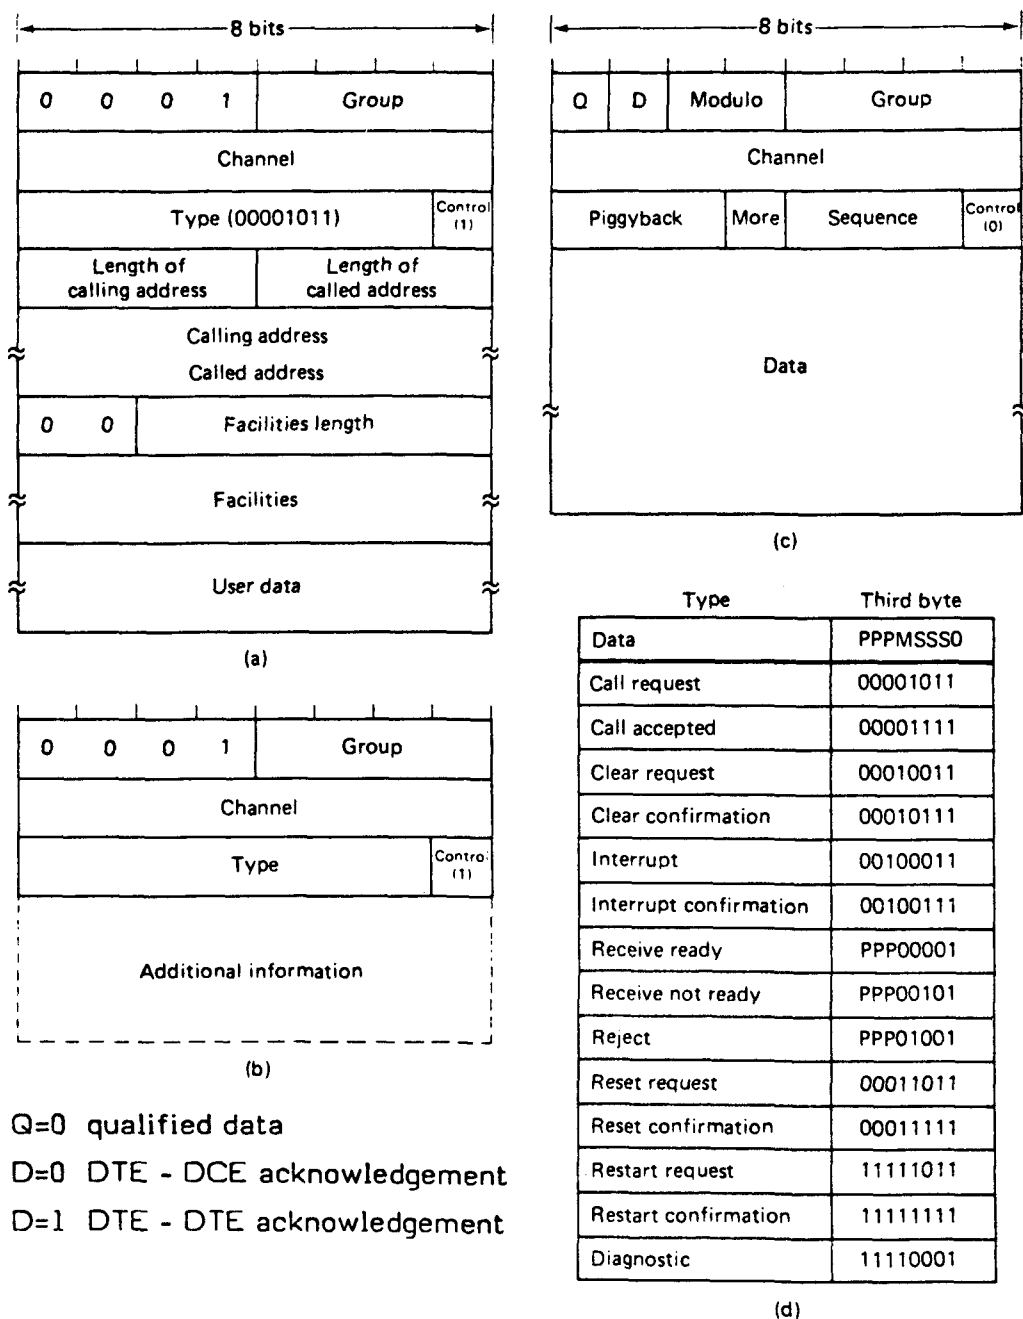 8 bits
0 0 0 1 Group
Channel
Type (00001011) Control (1)
Length of calling address Length of called address
Calling address
Called address
0 0 Facilities length
Facilities
User data
(a)
0 0 0 1 Group
Channel
Type Control (1)
Additional information
(b)
Q=0 qualified data
D=0 DTE - DCE acknowledgement
D=1 DTE - DTE acknowledgement
8 bits
Q D Modulo Group
Channel
Piggyback More Sequence Control (0)
Data
(c)
Type Third byte
Data PPPMSSS0
Call request 00001011
Call accepted 00001111
Clear request 00010011
Clear confirmation 00010111
Interrupt 00100011
Interrupt confirmation 00100111
Receive ready PPP00001
Receive not ready PPP00101
Reject PPP01001
Reset request 00011011
Reset confirmation 00011111
Restart request 11111011
Restart confirmation 11111111
Diagnostic 11110001
(d)